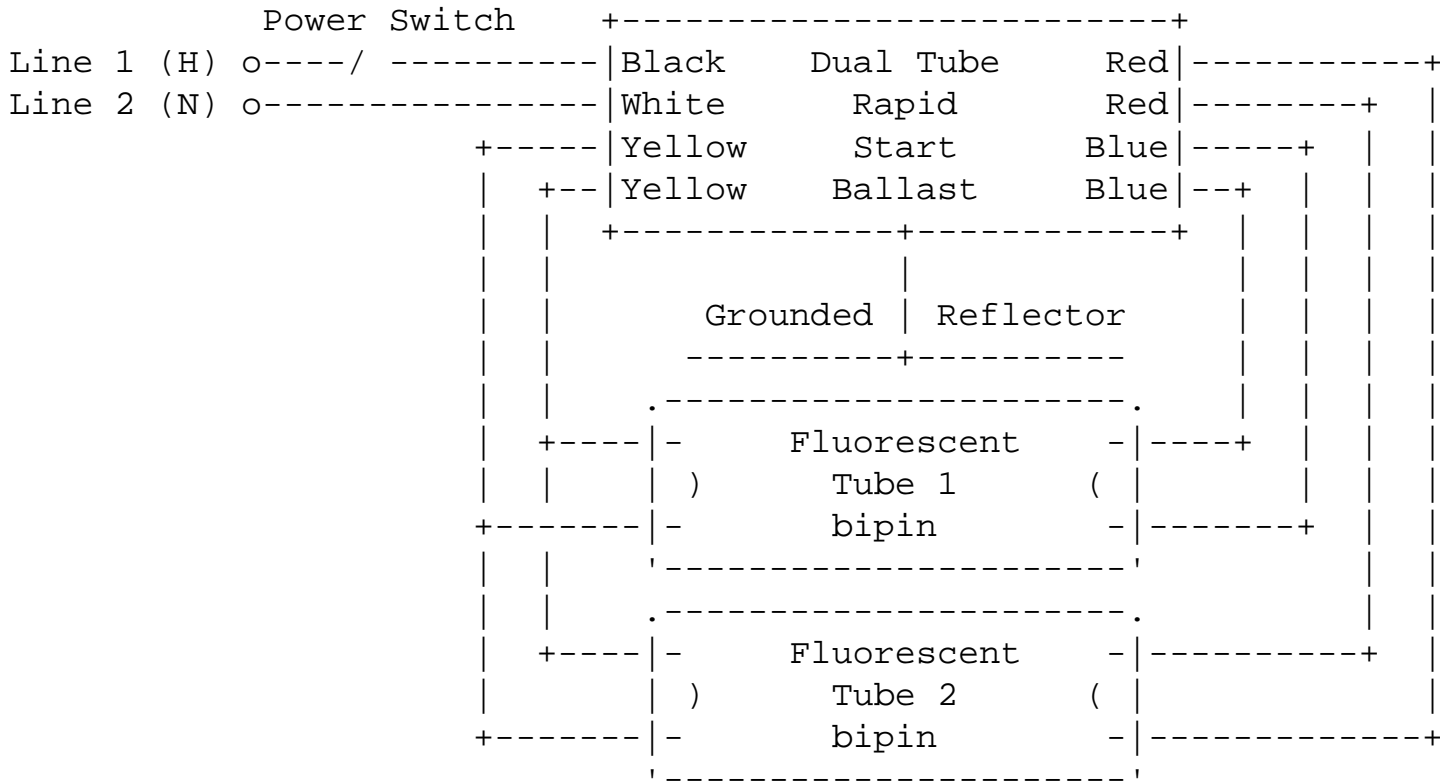 Power Switch
Line 1 (H) Black Dual Tube Red
Line 2 (N) White Rapid Red
Yellow Start Blue
Yellow Ballast Blue
Grounded Reflector
Fluorescent
Tube 1
bipin
Fluorescent
Tube 2
bipin